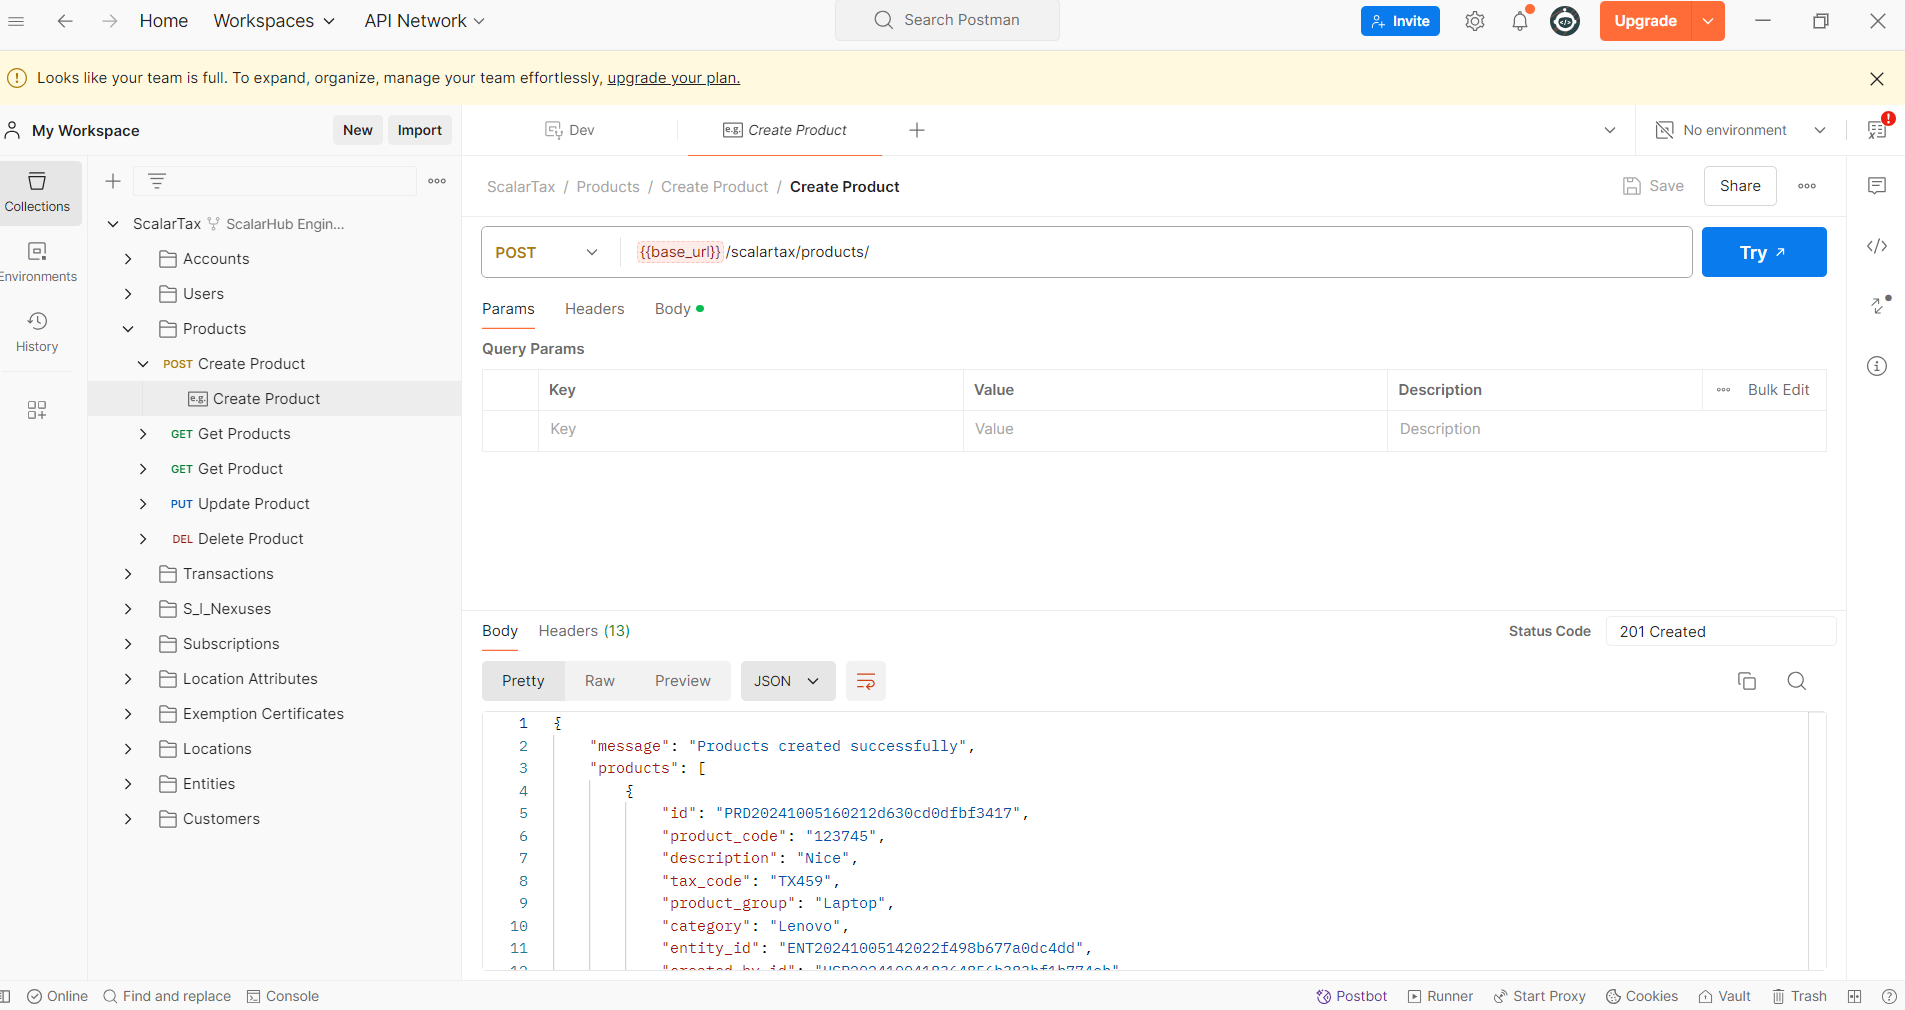 Home Workspaces API Network Search Postman Invite Upgrade
Looks like your team is full. To expand, organize, manage your team effortlessly, upgrade your plan.
My Workspace New Import
Dev Create Product No environment
Collections
Environments
History
ScalarTax ScalarHub Engin...
Accounts
Users
Products
POST Create Product
e.g. Create Product
GET Get Products
GET Get Product
PUT Update Product
DEL Delete Product
Transactions
S_I_Nexuses
Subscriptions
Location Attributes
Exemption Certificates
Locations
Entities
Customers
ScalarTax / Products / Create Product / Create Product Save Share
POST {{base_url}}/scalartax/products/ Try
Params Headers Body
Query Params
Key Value Description Bulk Edit
Key Value Description
Body Headers (13) Status Code 201 Created
Pretty Raw Preview JSON
1 {
2 "message": "Products created successfully",
3 "products": [
4 {
5 "id": "PRD20241005160212d630cd0dfbf3417",
6 "product_code": "123745",
7 "description": "Nice",
8 "tax_code": "TX459",
9 "product_group": "Laptop",
10 "category": "Lenovo",
11 "entity_id": "ENT20241005142022f498b677a0dc4dd",
12 "created_by_id":
Online Find and replace Console Postbot Runner Start Proxy Cookies Vault Trash